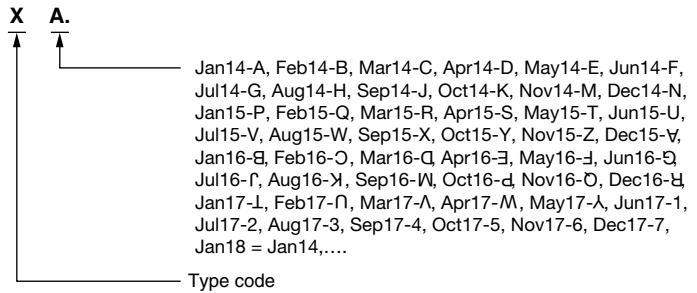 X A.
Jan14-A, Feb14-B, Mar14-C, Apr14-D, May14-E, Jun14-F,
Jul14-G, Aug14-H, Sep14-J, Oct14-K, Nov14-M, Dec14-N,
Jan15-P, Feb15-Q, Mar15-R, Apr15-S, May15-T, Jun15-U,
Jul15-V, Aug15-W, Sep15-X, Oct15-Y, Nov15-Z, Dec15-Ɐ,
Jan16-ᗺ, Feb16-Ɔ, Mar16-ᗡ, Apr16-Ǝ, May16-Ⅎ, Jun16-⅁,
Jul16-ſ, Aug16-ꓘ, Sep16-W, Oct16-Ԁ, Nov16-Ò, Dec16-ᴚ,
Jan17-⊥, Feb17-∩, Mar17-Λ, Apr17-M, May17-⅄, Jun17-1,
Jul17-2, Aug17-3, Sep17-4, Oct17-5, Nov17-6, Dec17-7,
Jan18 = Jan14,....
Type code